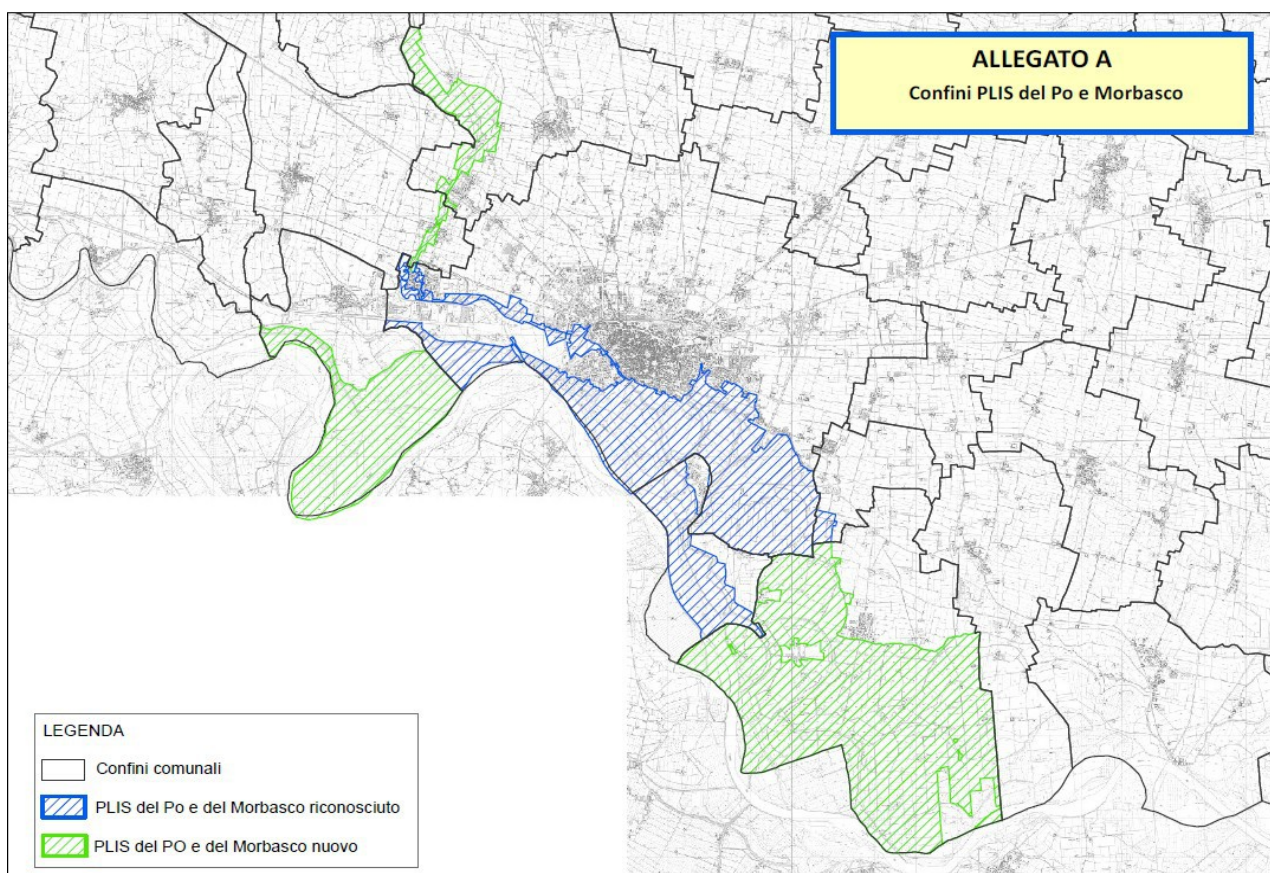 ALLEGATO A
Confini PLIS del Po e Morbasco
LEGENDA
Confini comunali
PLIS del Po e del Morbasco riconosciuto
PLIS del PO e del Morbasco nuovo